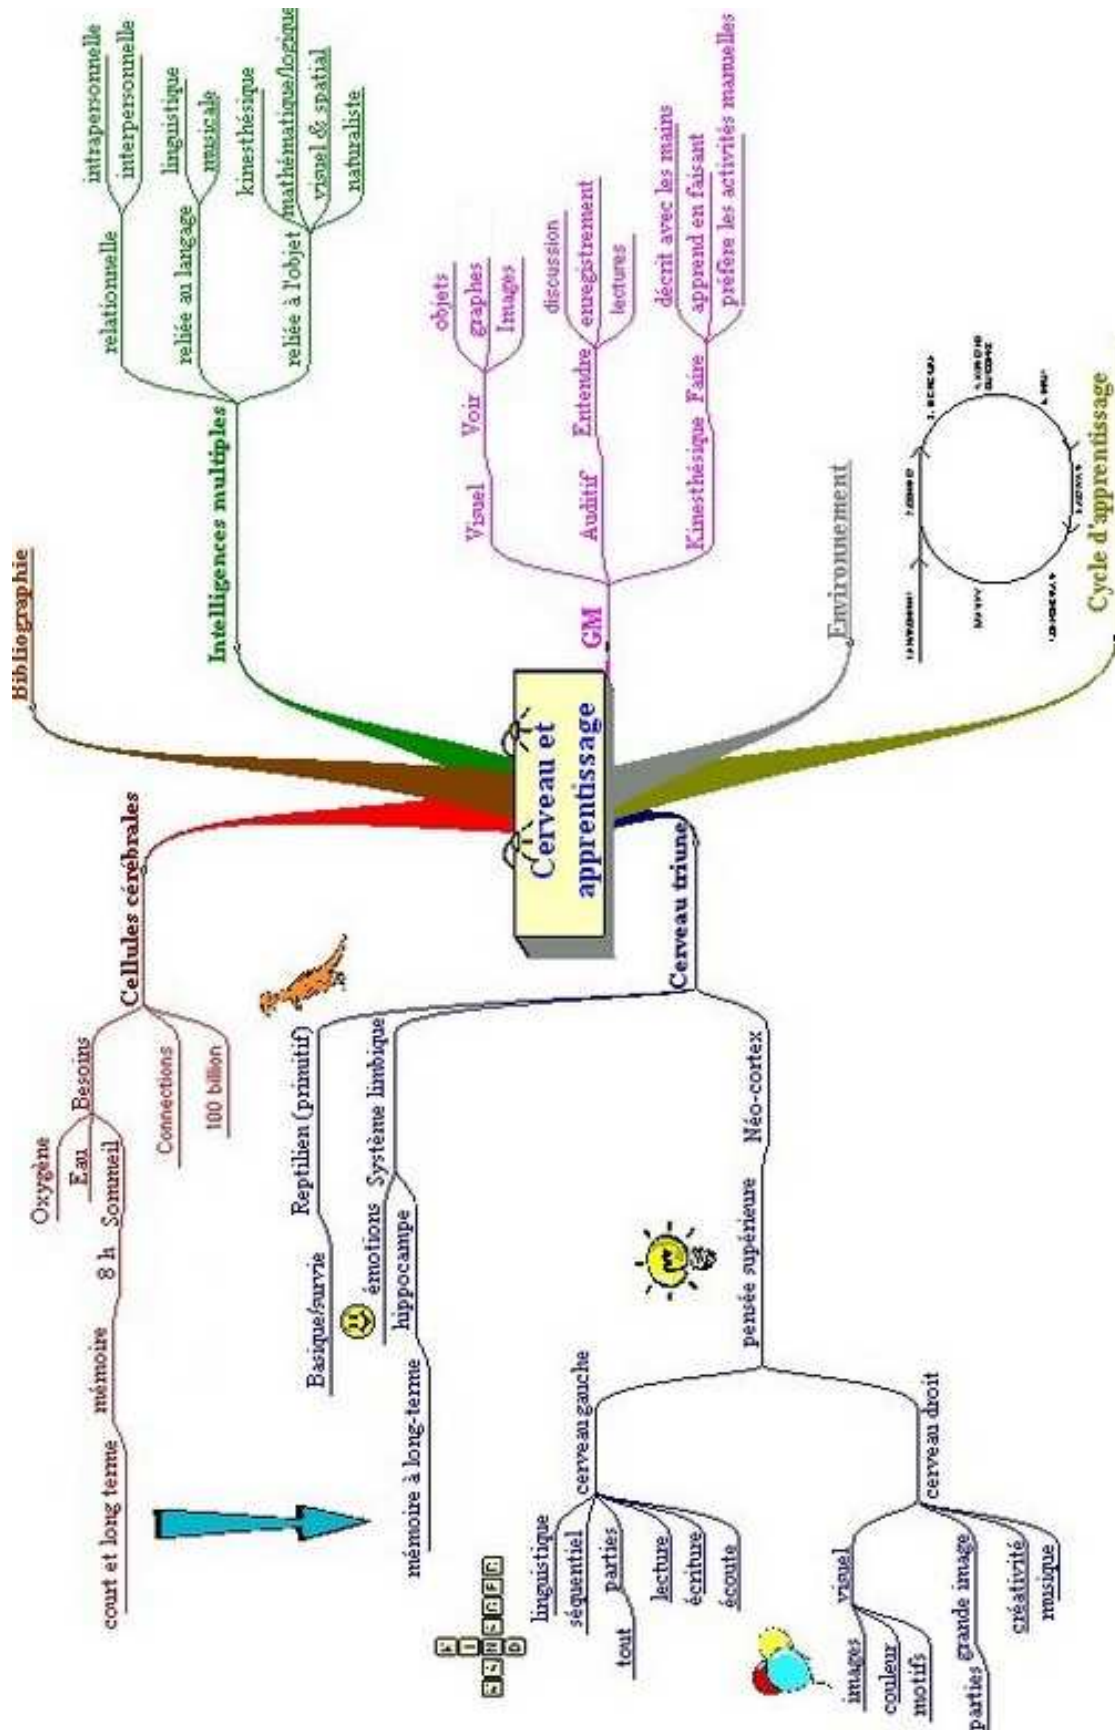 Cerveau et
apprentissage
Bibliographie
Intelligences multiples
relationnelle
intrapersonnelle
interpersonnelle
reliée au langage
linguistique
musicale
reliée à l'objet
kinesthésique
mathématique/logique
visuel & spatial
naturaliste
GM
Visuel
Voir
objets
graphes
Images
Auditif
Entendre
discussion
enregistrement
lectures
Kinesthésique
Faire
décrit avec les mains
apprend en faisant
préfère les activités manuelles
Environnement
Cycle d'apprentissage
Cellules cérébrales
Besoins
Oxygène
Eau
Sommeil
8 h
mémoire
court et long terme
Connections
100 billion
Cerveau triune
Reptilien (primitif)
Basique/survie
Système limbique
émotions
hippocampe
mémoire à long-terme
Néo-cortex
pensée supérieure
cerveau gauche
linguistique
séquentiel
parties
tout
lecture
écriture
écoute
cerveau droit
visuel
images
couleur
motifs
grande image
parties
créativité
musique